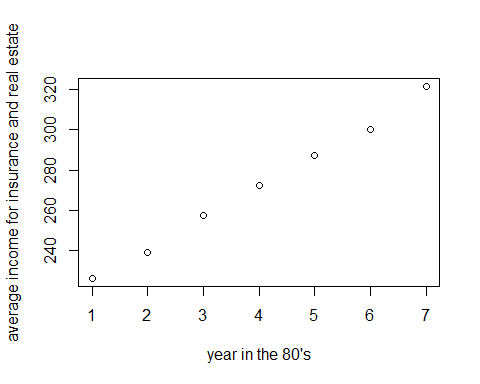 average income for insurance and real estate
320
300
280
260
240
1 2 3 4 5 6 7
year in the 80's